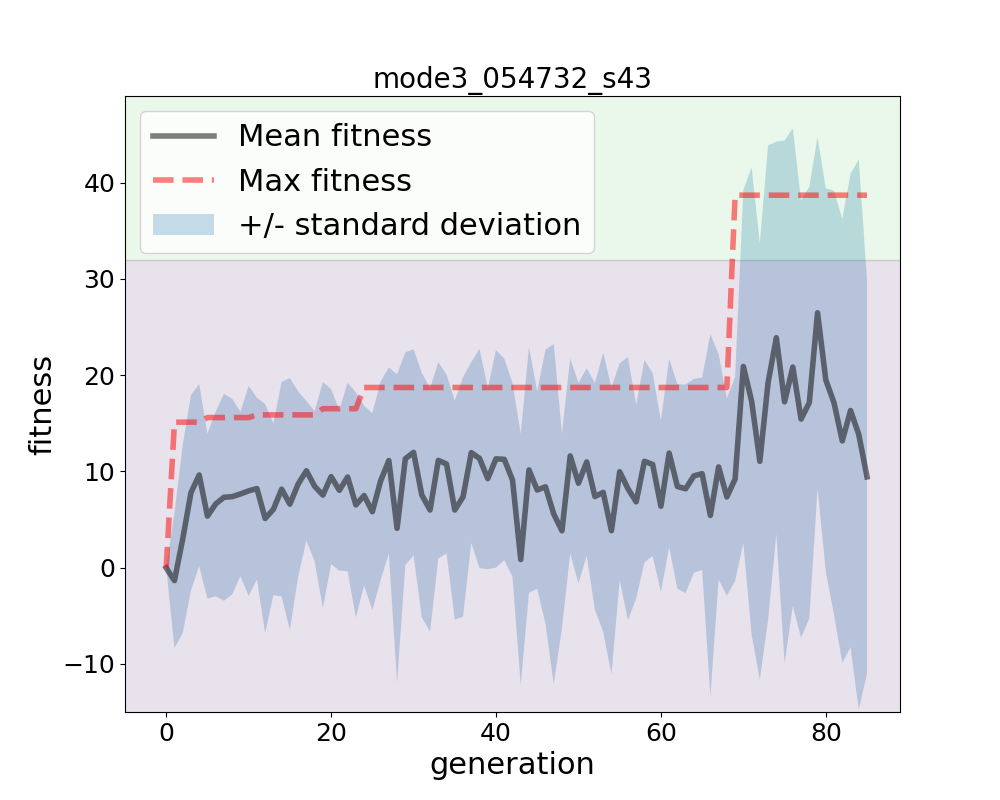 mode3_054732_s43
Mean fitness
Max fitness
+/- standard deviation
fitness
40
30
20
10
0
−10
0 20 40 60 80
generation